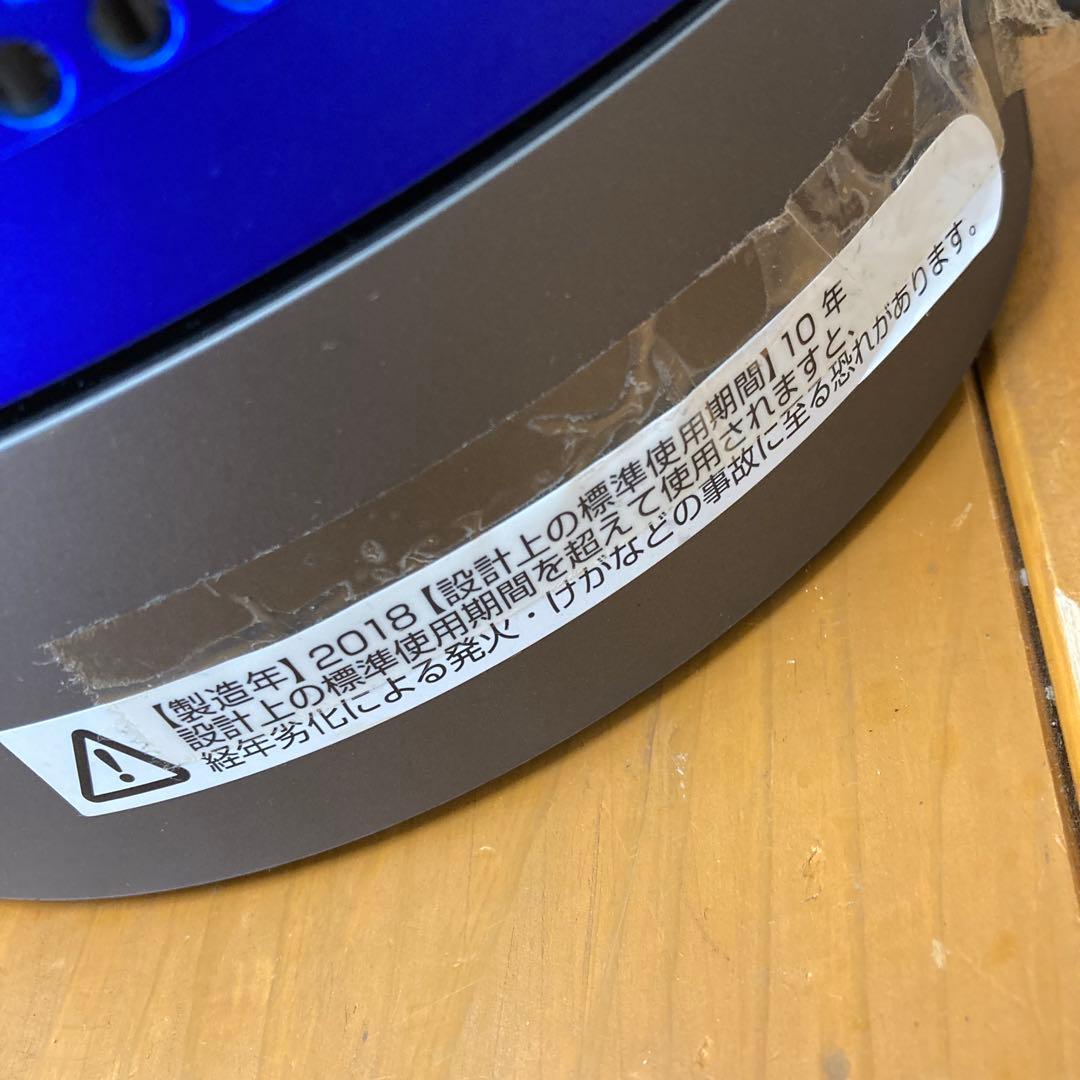 【製造年】2018【設計上の標準使用期間】10年
設計上の標準使用期間を超えて使用されますと、
経年劣化による発火・けがなどの事故に至る恐れがあります。